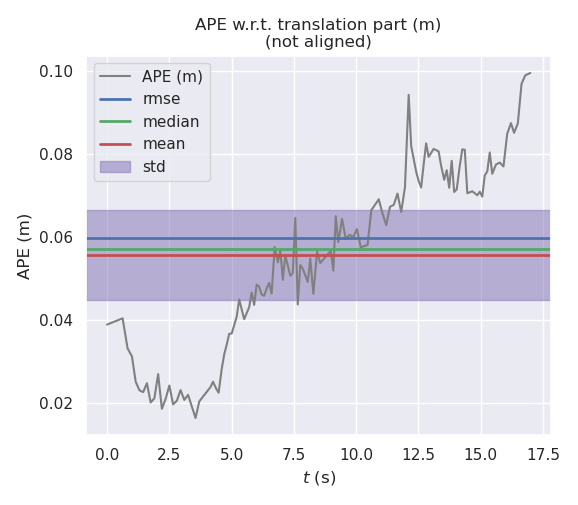 APE w.r.t. translation part (m)
(not aligned)
APE (m)
rmse
median
mean
std
APE (m)
0.10
0.08
0.06
0.04
0.02
0.0 2.5 5.0 7.5 10.0 12.5 15.0 17.5
t (s)